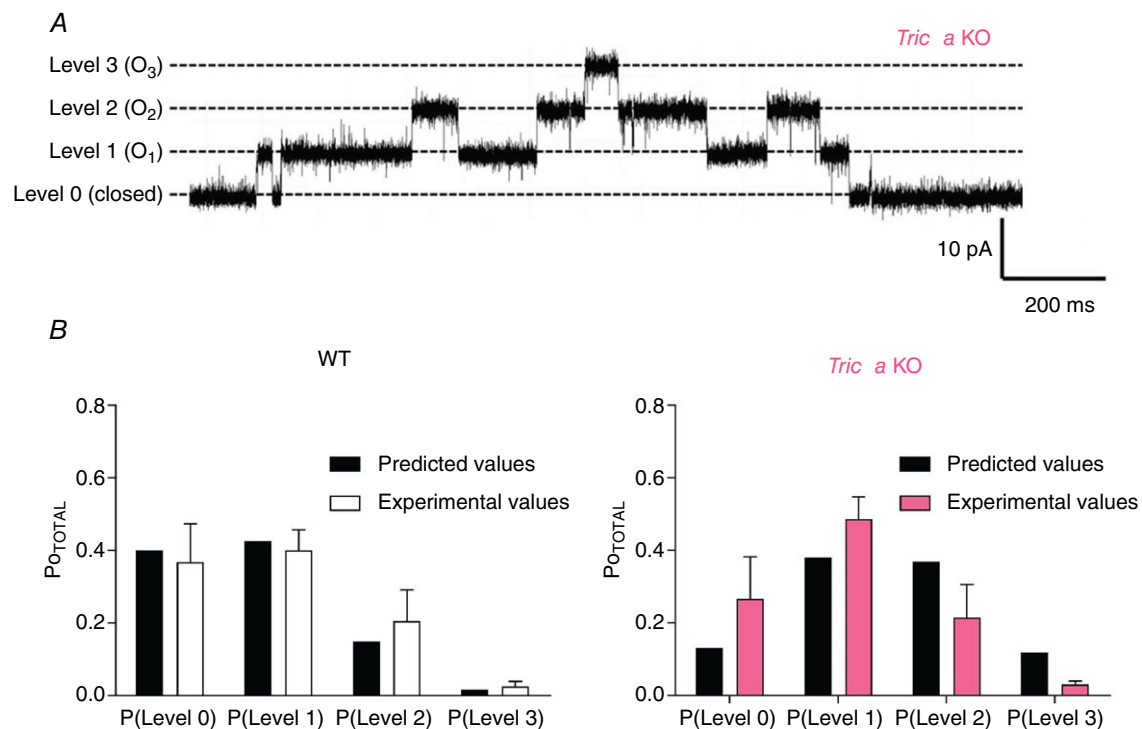 A
Tric a KO
Level 3 (O3)
Level 2 (O2)
Level 1 (O1)
Level 0 (closed)
10 pA
200 ms
B
WT
Tric a KO
0.8
0.6
0.4
0.2
0.0
PoTOTAL
Predicted values
Experimental values
P(Level 0) P(Level 1) P(Level 2) P(Level 3)
0.8
0.6
0.4
0.2
0.0
PoTOTAL
Predicted values
Experimental values
P(Level 0) P(Level 1) P(Level 2) P(Level 3)